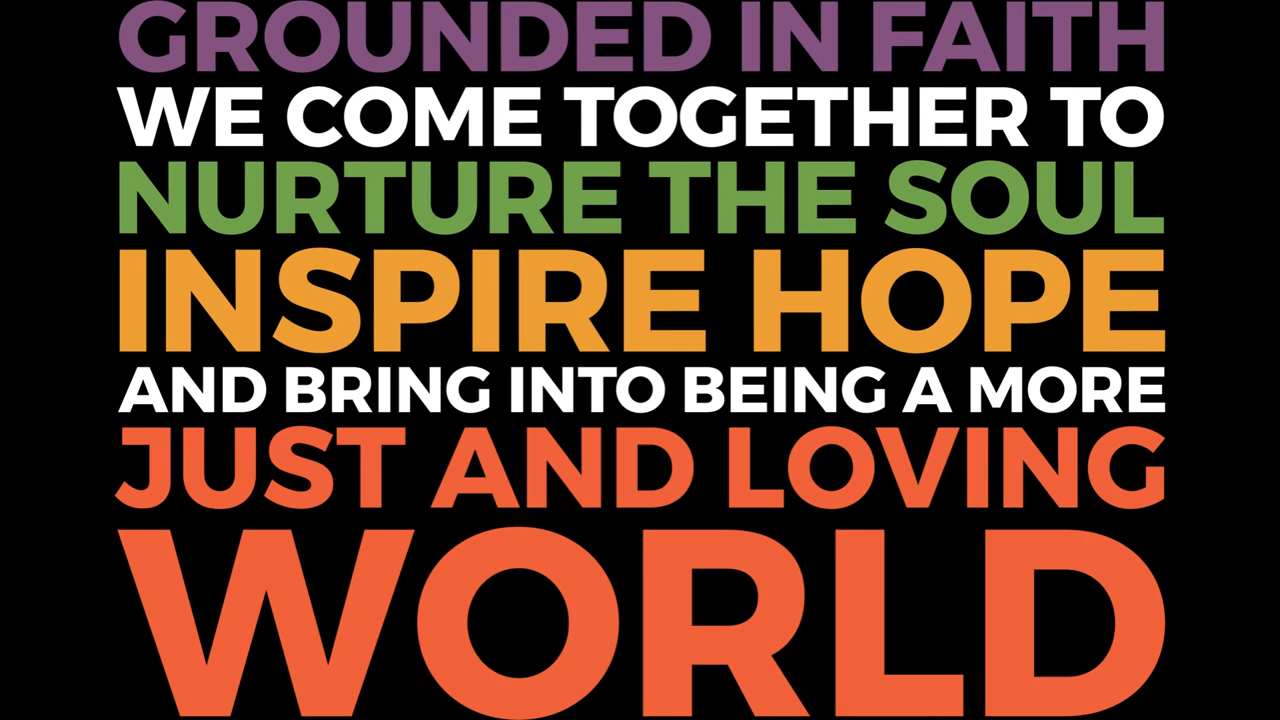 GROUNDED IN FAITH
WE COME TOGETHER TO
NURTURE THE SOUL
INSPIRE HOPE
AND BRING INTO BEING A MORE
JUST AND LOVING
WORLD